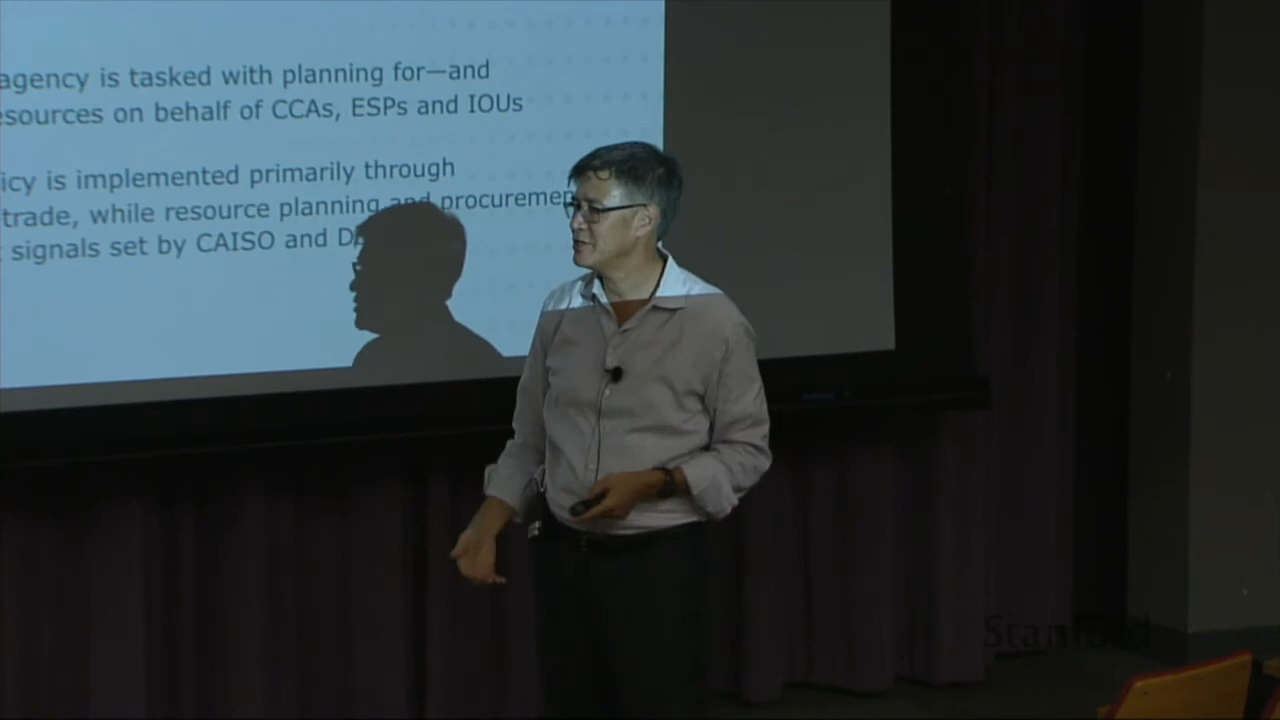 agency is tasked with planning for—and
esources on behalf of CCAs, ESPs and IOUs
icy is implemented primarily through
trade, while resource planning and procuremen
signals set by CAISO and D
Stanford